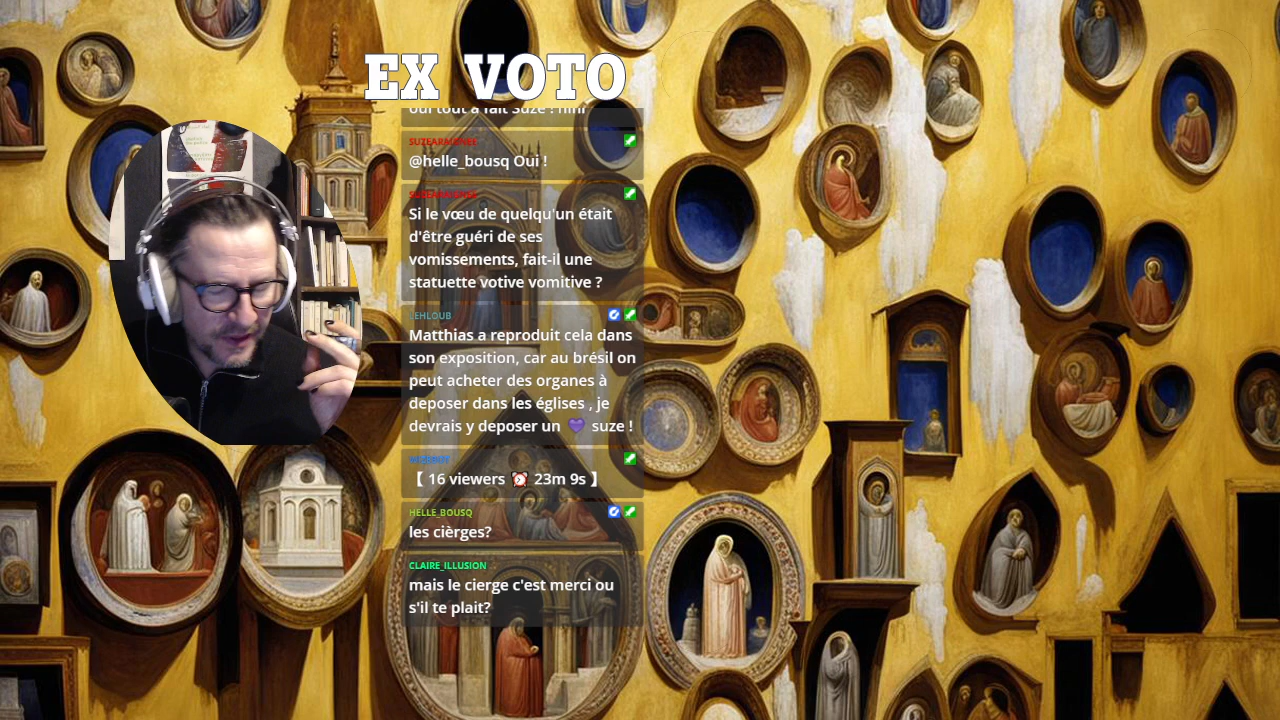 EX VOTO
oui tout à fait Suze ! hihi
@helle_bousq Oui !
Si le vœu de quelqu'un était
d'être guéri de ses
vomissements, fait-il une
statuette votive vomitive ?
LEHLOUB
Matthias a reproduit cela dans
son exposition, car au brésil on
peut acheter des organes à
deposer dans les églises , je
devrais y deposer un 💜 suze !
【 16 viewers ⏰ 23m 9s 】
HELLE_BOUSQ
les cièrges?
CLAIRE_ILLUSION
mais le cierge c'est merci ou
s'il te plait?